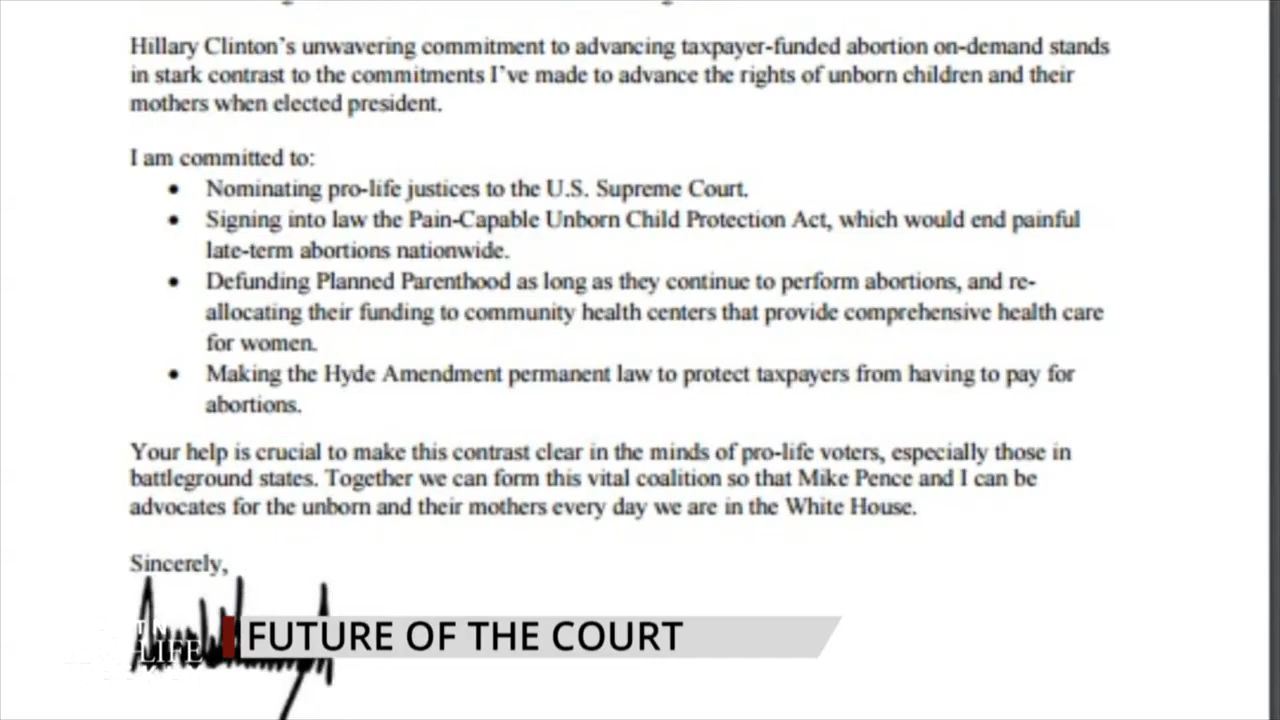 Hillary Clinton’s unwavering commitment to advancing taxpayer-funded abortion on-demand stands
in stark contrast to the commitments I’ve made to advance the rights of unborn children and their
mothers when elected president.
I am committed to:
• Nominating pro-life justices to the U.S. Supreme Court.
• Signing into law the Pain-Capable Unborn Child Protection Act, which would end painful
late-term abortions nationwide.
• Defunding Planned Parenthood as long as they continue to perform abortions, and re-
allocating their funding to community health centers that provide comprehensive health care
for women.
• Making the Hyde Amendment permanent law to protect taxpayers from having to pay for
abortions.
Your help is crucial to make this contrast clear in the minds of pro-life voters, especially those in
battleground states. Together we can form this vital coalition so that Mike Pence and I can be
advocates for the unborn and their mothers every day we are in the White House.
Sincerely,
LIFE
FUTURE OF THE COURT